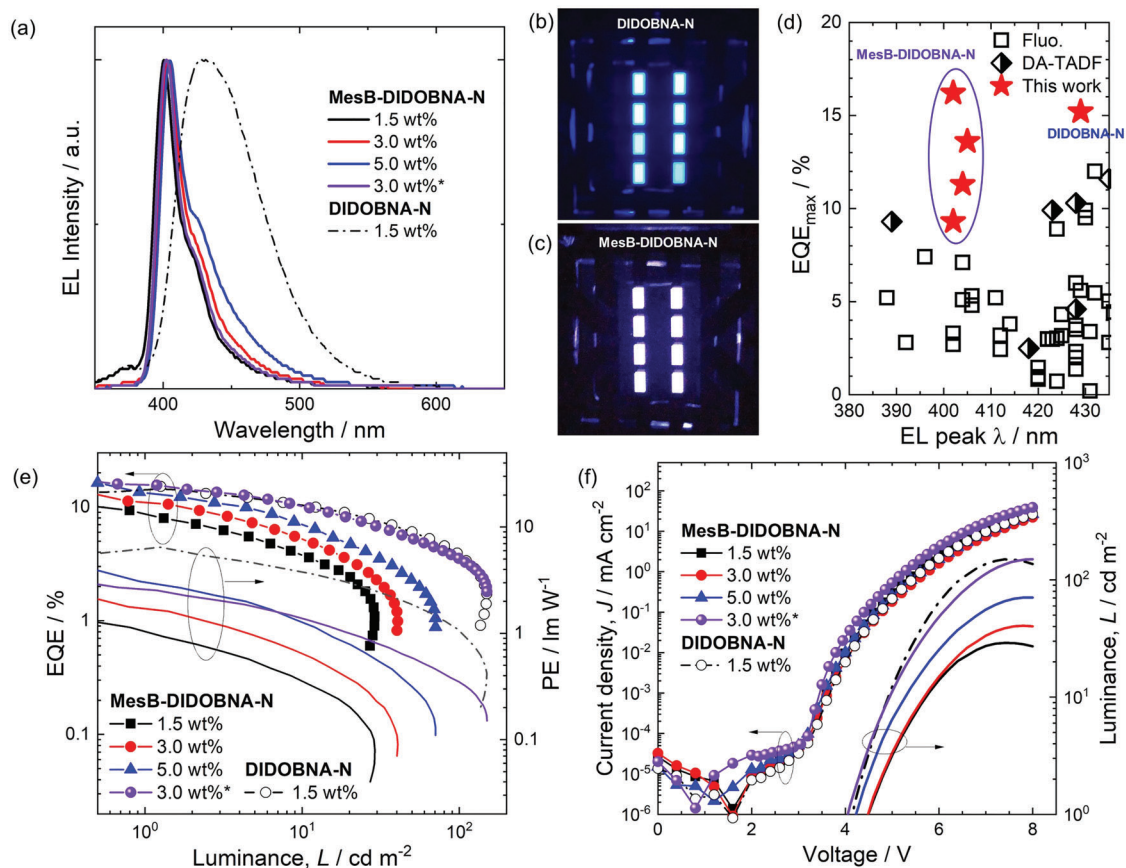 (a)
EL Intensity / a.u.
MesB-DIDOBNA-N
1.5 wt%
3.0 wt%
5.0 wt%
3.0 wt%*
DIDOBNA-N
1.5 wt%
400 500 600
Wavelength / nm
(b)
DIDOBNA-N
(c)
MesB-DIDOBNA-N
(d)
EQEmax / %
20
15
10
5
0
MesB-DIDOBNA-N
Fluo.
DA-TADF
This work
DIDOBNA-N
380 390 400 410 420 430
EL peak λ / nm
(e)
EQE / %
10
1
0.1
PE / lm W⁻¹
100
10
1
0.1
MesB-DIDOBNA-N
1.5 wt%
3.0 wt%
5.0 wt%
3.0 wt%*
DIDOBNA-N
1.5 wt%
10⁰ 10¹ 10²
Luminance, L / cd m⁻²
(f)
Current density, J / mA cm⁻²
10²
10¹
10⁰
10⁻¹
10⁻²
10⁻³
10⁻⁴
10⁻⁵
10⁻⁶
MesB-DIDOBNA-N
1.5 wt%
3.0 wt%
5.0 wt%
3.0 wt%*
DIDOBNA-N
1.5 wt%
10³
10²
10¹
10⁰
Luminance, L / cd m⁻²
0 2 4 6 8
Voltage / V